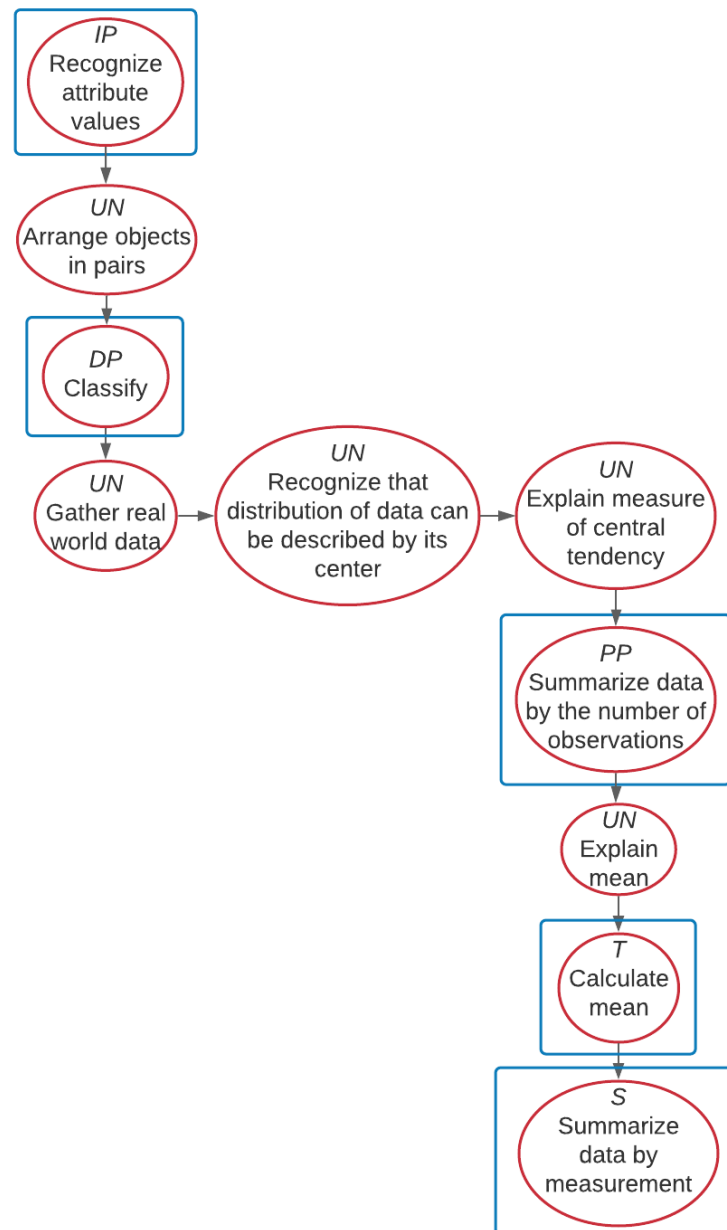 IP
Recognize
attribute
values
UN
Arrange objects
in pairs
DP
Classify
UN
Gather real
world data
UN
Recognize that
distribution of data can
be described by its
center
UN
Explain measure
of central
tendency
PP
Summarize data
by the number of
observations
UN
Explain
mean
T
Calculate
mean
S
Summarize
data by
measurement